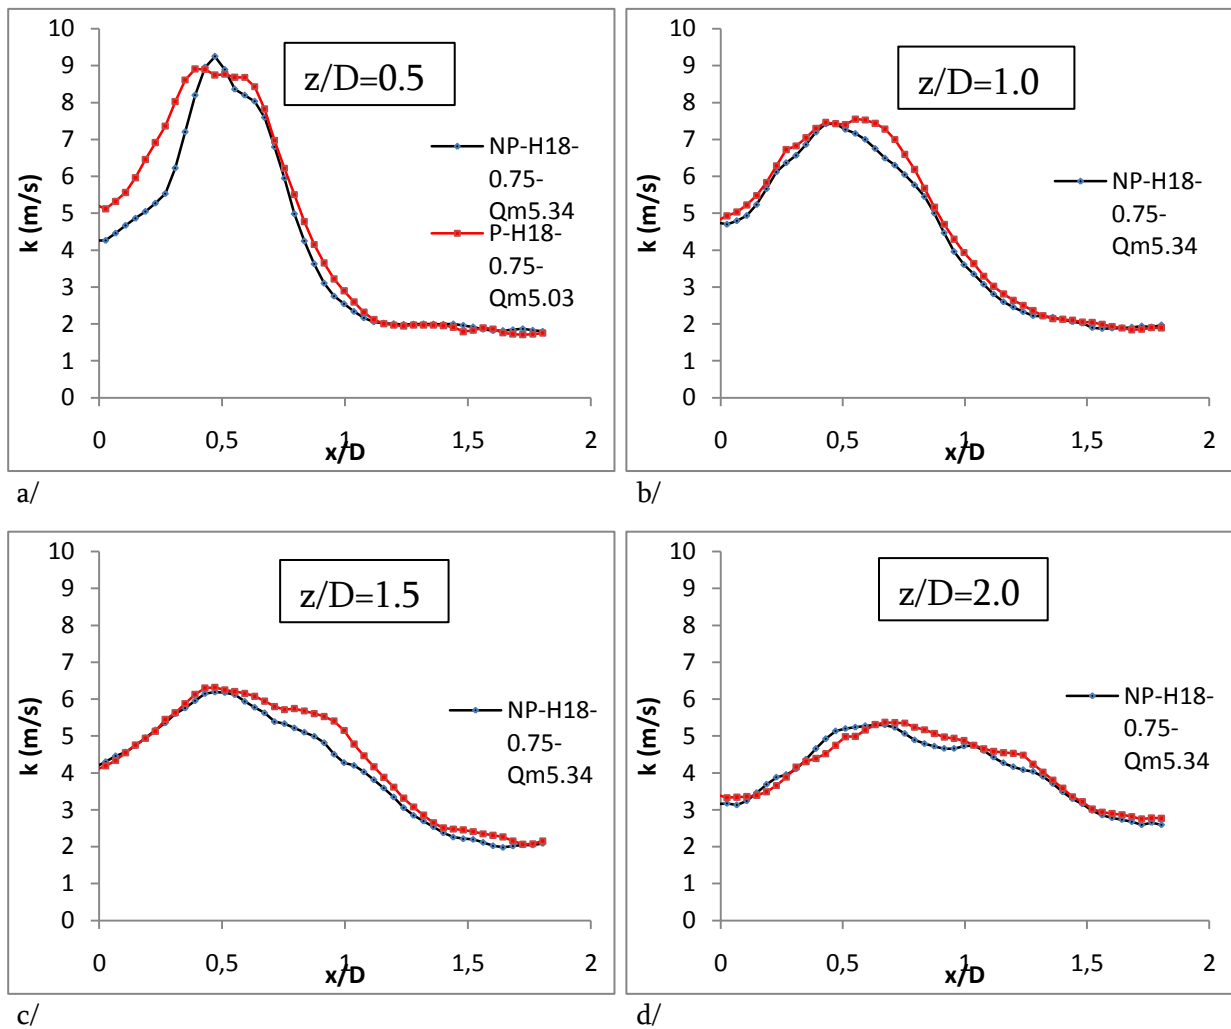 10
9
8
7
6
5
4
3
2
1
0
k (m/s)
z/D=0.5
NP-H18-
0.75-
Qm5.34
P-H18-
0.75-
Qm5.03
0 0,5 1 1,5 2
x/D
a/
10
9
8
7
6
5
4
3
2
1
0
k (m/s)
z/D=1.0
NP-H18-
0.75-
Qm5.34
0 0,5 1 1,5 2
x/D
b/
10
9
8
7
6
5
4
3
2
1
0
k (m/s)
z/D=1.5
NP-H18-
0.75-
Qm5.34
0 0,5 1 1,5 2
x/D
c/
10
9
8
7
6
5
4
3
2
1
0
k (m/s)
z/D=2.0
NP-H18-
0.75-
Qm5.34
0 0,5 1 1,5 2
x/D
d/